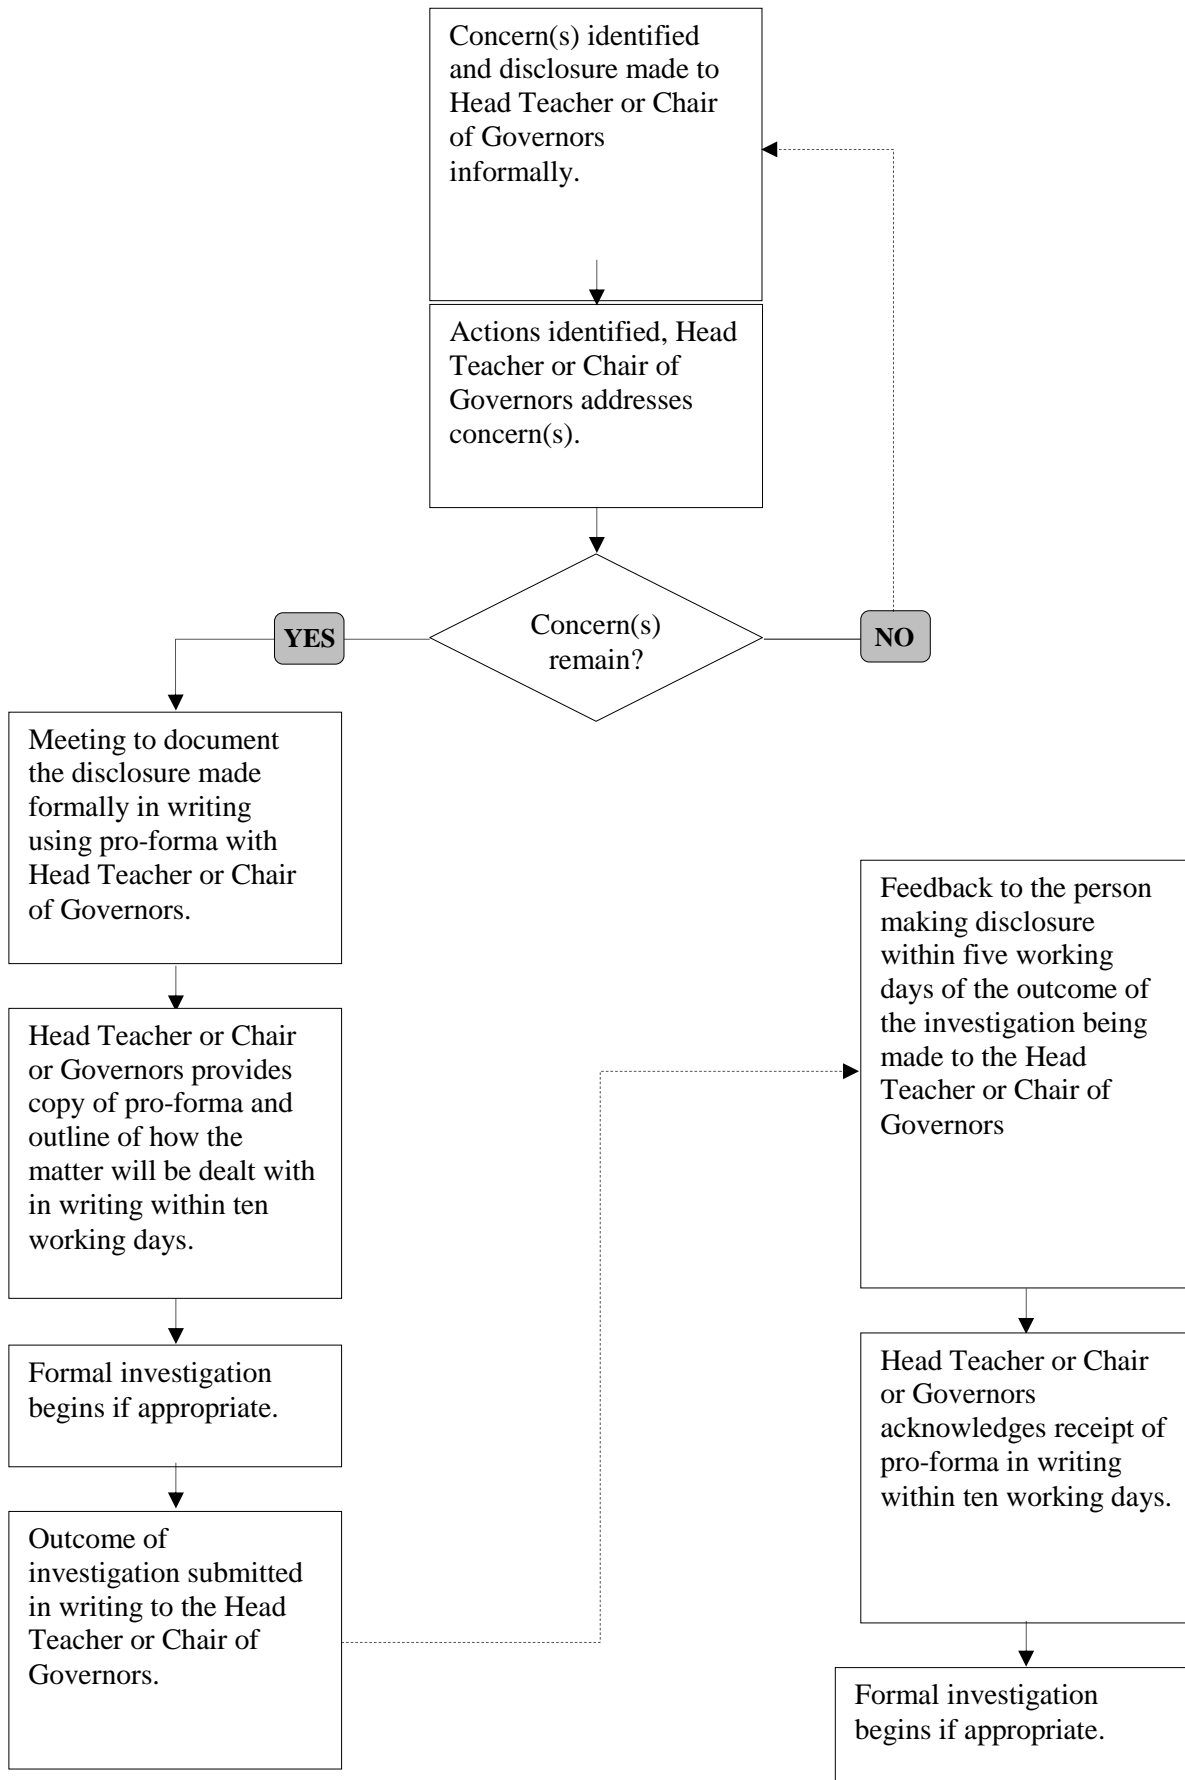 Concern(s) identified
and disclosure made to
Head Teacher or Chair
of Governors
informally.
Actions identified, Head
Teacher or Chair of
Governors addresses
concern(s).
Concern(s)
remain?
YES
NO
Meeting to document
the disclosure made
formally in writing
using pro-forma with
Head Teacher or Chair
of Governors.
Head Teacher or Chair
or Governors provides
copy of pro-forma and
outline of how the
matter will be dealt with
in writing within ten
working days.
Formal investigation
begins if appropriate.
Outcome of
investigation submitted
in writing to the Head
Teacher or Chair of
Governors.
Feedback to the person
making disclosure
within five working
days of the outcome of
the investigation being
made to the Head
Teacher or Chair of
Governors
Head Teacher or Chair
or Governors
acknowledges receipt of
pro-forma in writing
within ten working days.
Formal investigation
begins if appropriate.